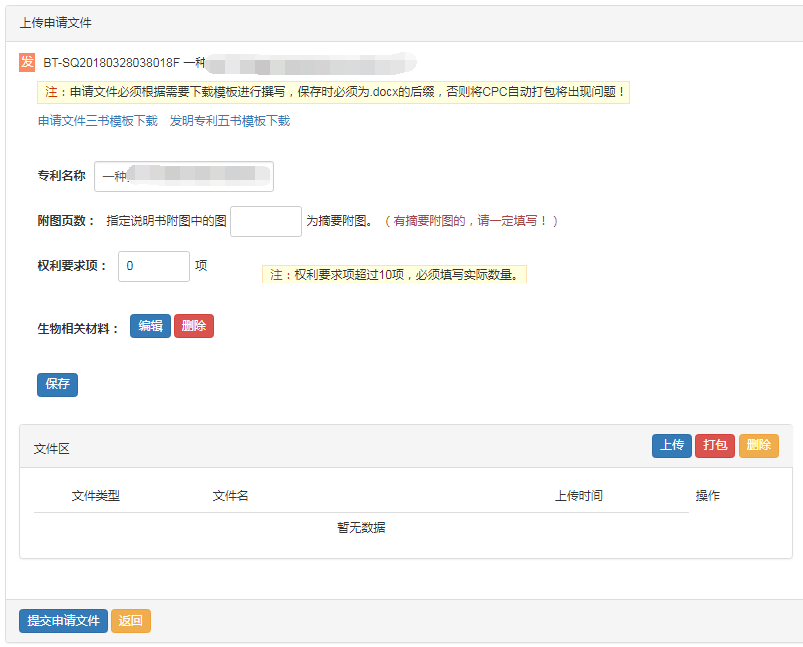 上传申请文件
发 BT-SQ20180328038018F 一种
注：申请文件必须根据需要下载模板进行撰写，保存时必须为.docx的后缀，否则将CPC自动打包将出现问题！
申请文件三书模板下载 发明专利五书模板下载
专利名称 一种
附图页数： 指定说明书附图中的图 为摘要附图。（有摘要附图的，请一定填写！）
权利要求项： 0 项 注：权利要求项超过10项，必须填写实际数量。
生物相关材料： 编辑 删除
保存
文件区 上传 打包 删除
文件类型 文件名 上传时间 操作
暂无数据
提交申请文件 返回